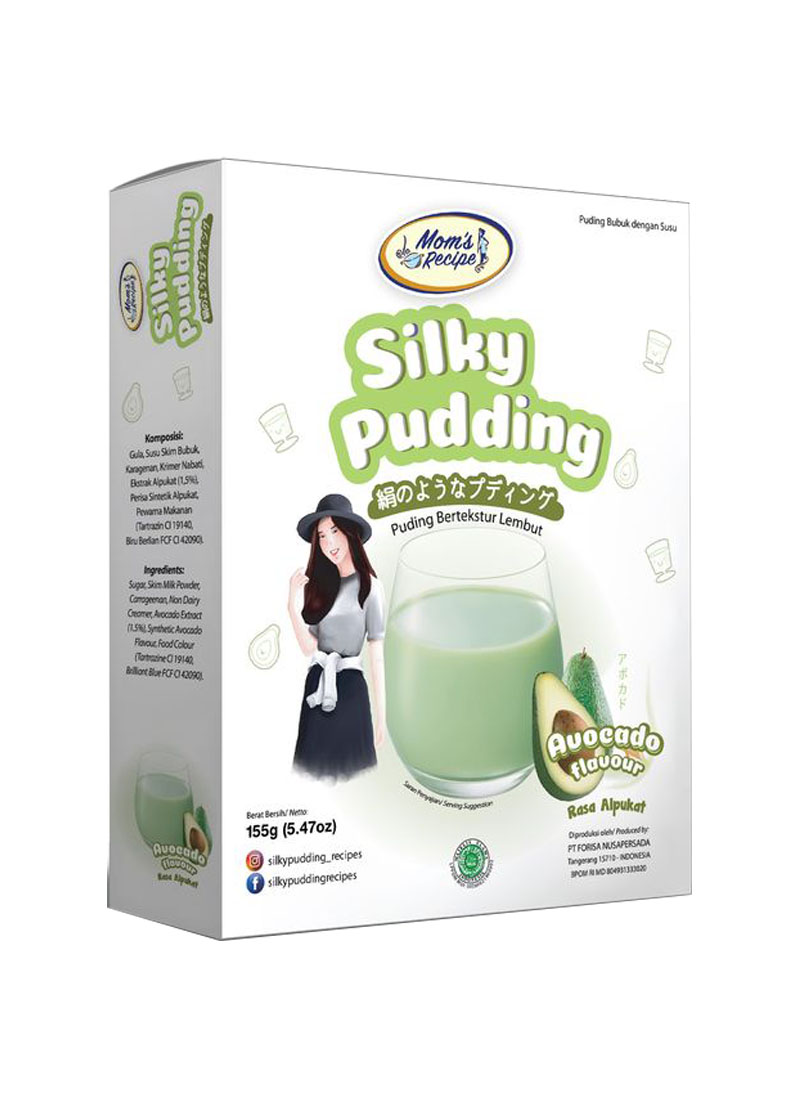 Mom's
Recipe
Silky
Pudding
絹のようなプディング
Komposisi:
Gula, Susu Skim Bubuk,
Karagenan, Krimer Nabati,
Ekstrak Alpukat (1,5%),
Perisa Sintetik Alpukat,
Pewarna Makanan
(Tartrazin CI 19140,
Biru Berlian FCF CI 42090).
Ingredients:
Sugar, Skim Milk Powder,
Carrageenan, Non Dairy
Creamer, Avocado Extract
(1.5%), Synthetic Avocado
Flavour, Food Colour
(Tartrazine CI 19140,
Brilliant Blue FCF CI 42090).
Avocado
flavour
Rasa Alpukat
Puding Bubuk dengan Susu
Mom's
Recipe
Silky
Pudding
絹のようなプディング
Puding Bertekstur Lembut
アボカド
Avocado
flavour
Rasa Alpukat
Saran Penyajian/ Serving Suggestion
Berat Bersih/ Netto:
155g (5.47oz)
silkypudding_recipes
silkypuddingrecipes
Diproduksi oleh/ Produced by:
PT FORISA NUSAPERSADA
Tangerang 15710 - INDONESIA
BPOM RI MD 804931333020